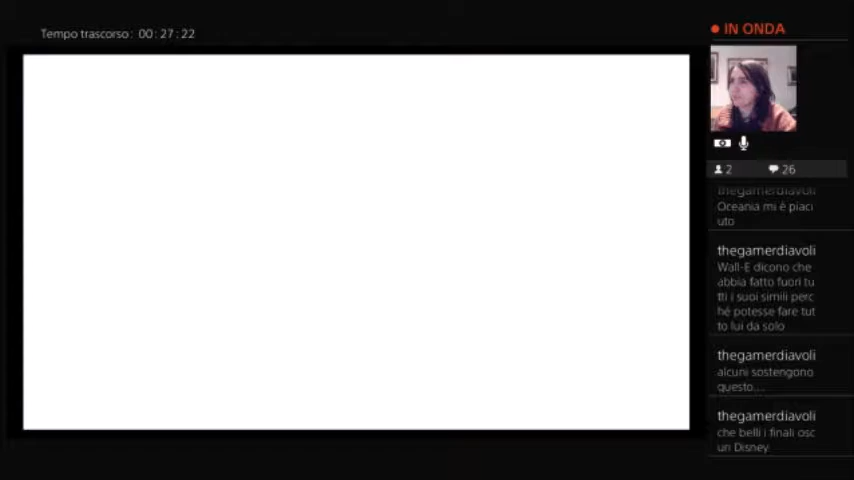 Tempo trascorso: 00:27:22
IN ONDA
2 26
thegamerdiavoli
Oceania mi è piaci
uto
thegamerdiavoli
Wall-E dicono che
abbia fatto fuori tu
tti i suoi simili perc
hé potesse fare tut
to lui da solo
thegamerdiavoli
alcuni sostengono
questo...
thegamerdiavoli
che belli i finali osc
uri Disney